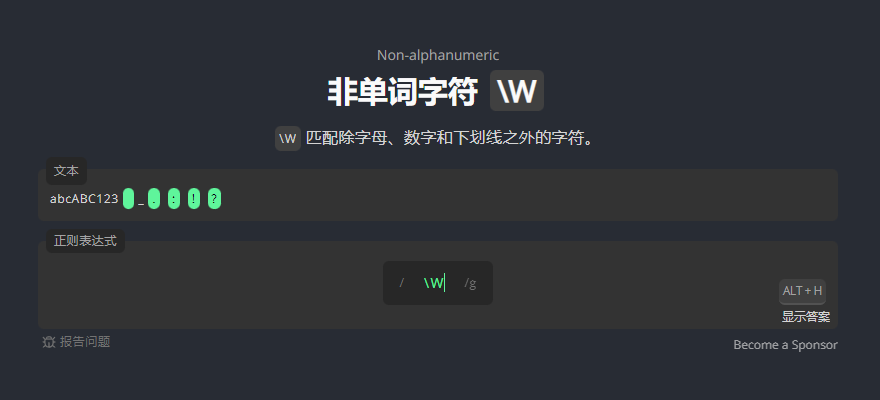 Non-alphanumeric
非单词字符 \W
\W 匹配除字母、数字和下划线之外的字符。
文本
abcABC123 _ . : ! ?
正则表达式
/ \W /g
ALT + H
显示答案
报告问题
Become a Sponsor